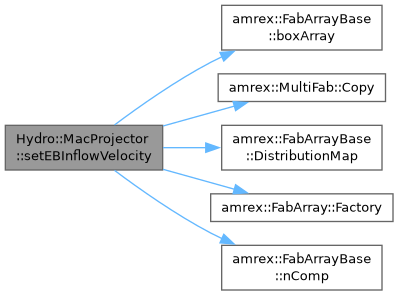 Hydro::MacProjector
::setEBInflowVelocity
amrex::FabArrayBase
::boxArray
amrex::MultiFab::Copy
amrex::FabArrayBase
::DistributionMap
amrex::FabArray::Factory
amrex::FabArrayBase
::nComp